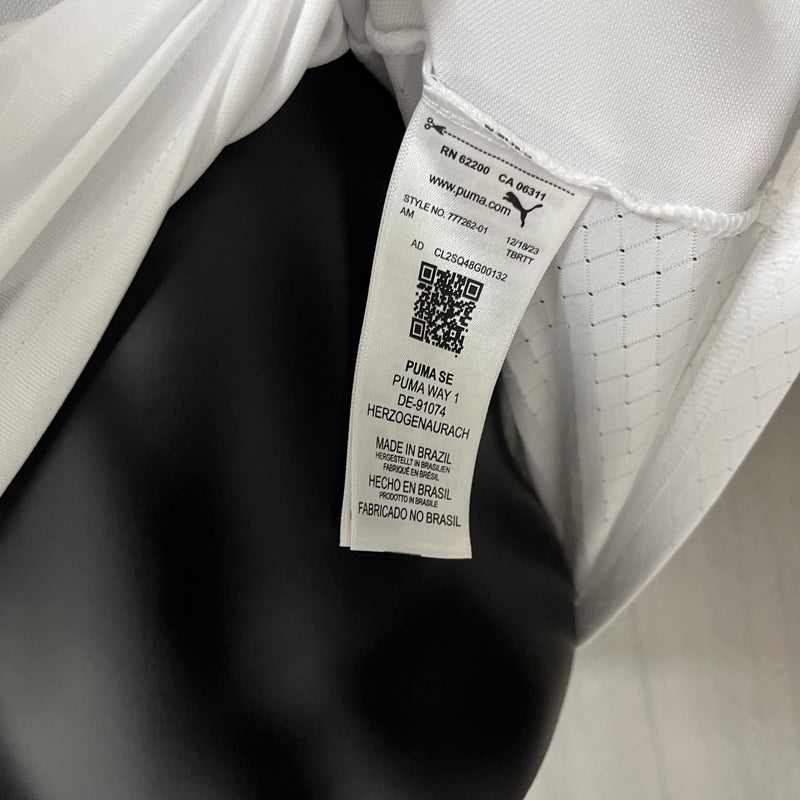 RN 62200 CA 06311
www.puma.com
STYLE NO. 777262-01 12/18/23
AM TBRTT
AD CL2SQ48G00132
PUMA SE
PUMA WAY 1
DE-91074
HERZOGENAURACH
MADE IN BRAZIL
HERGESTELLT IN BRASILIEN
FABRIQUÉ EN BRÉSIL
HECHO EN BRASIL
PRODOTTO IN BRASILE
FABRICADO NO BRASIL